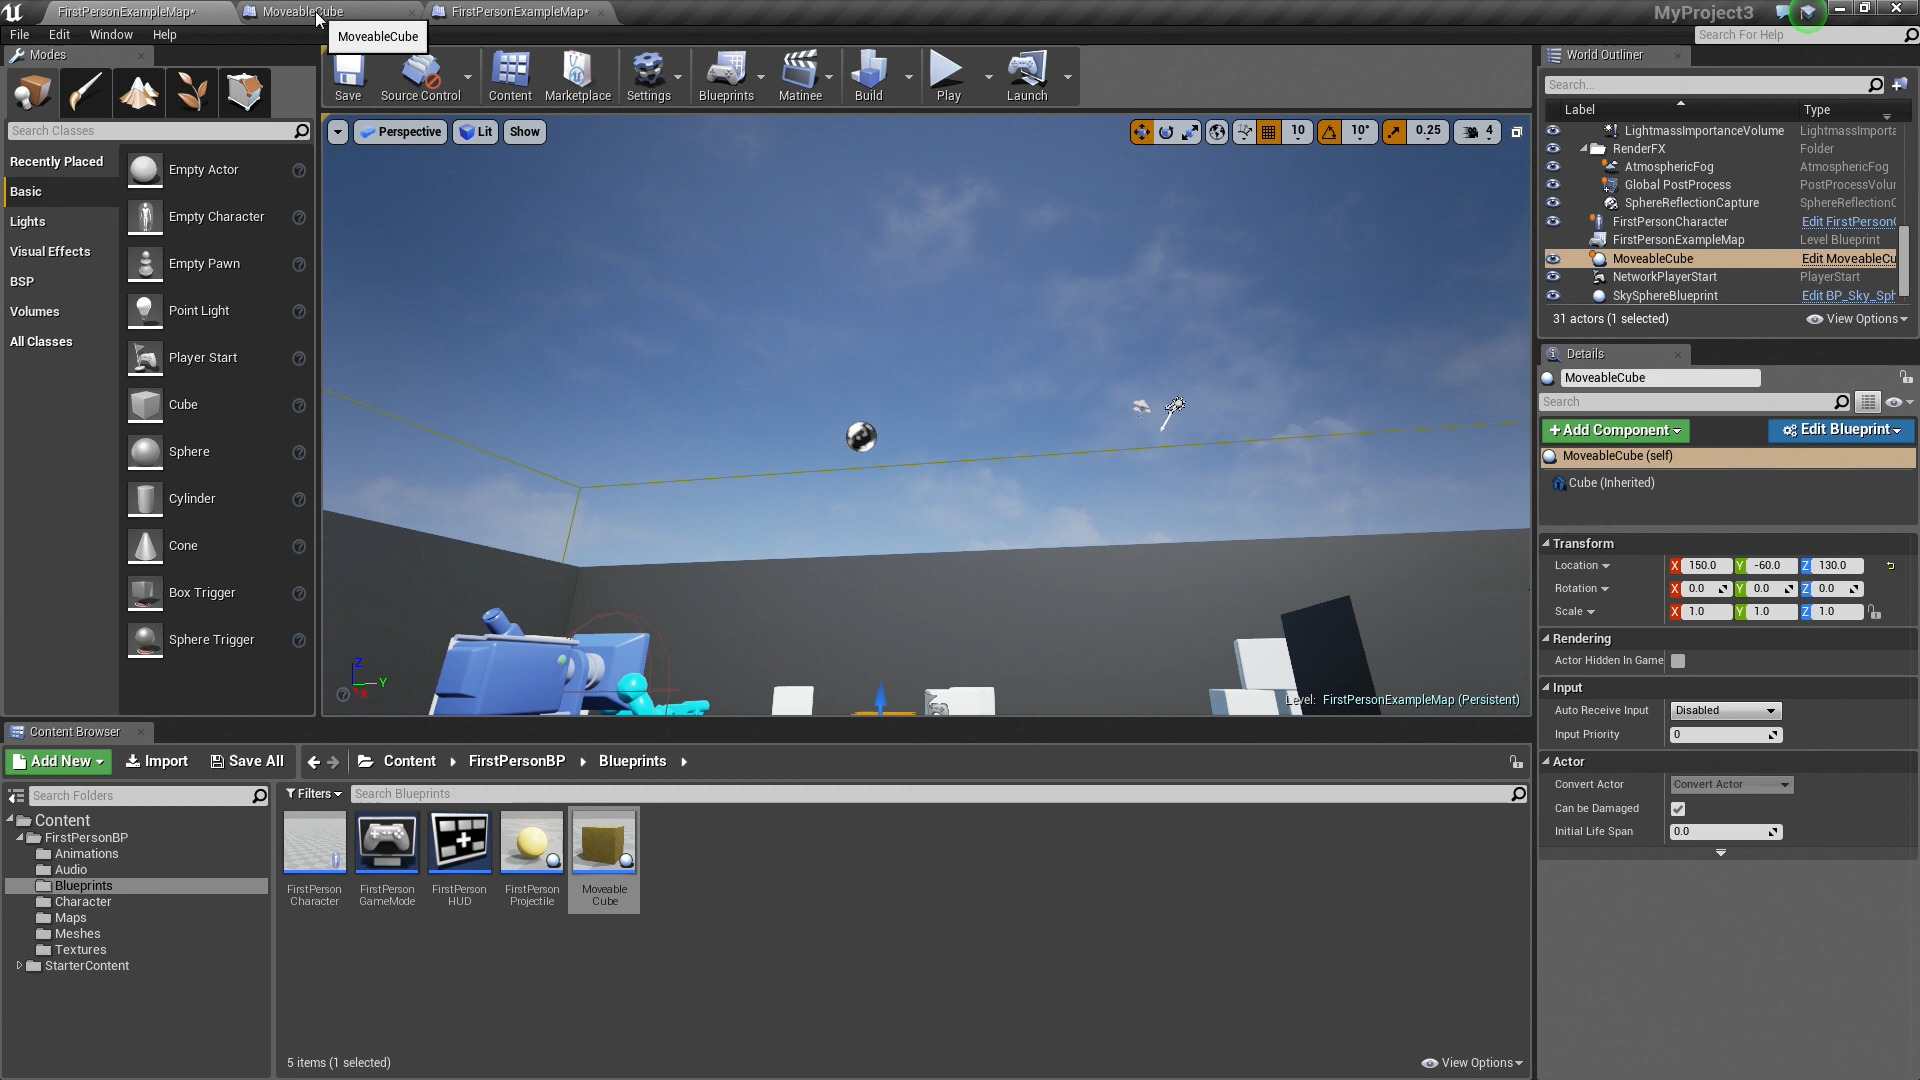 FirstPersonExampleMap*
MoveableCube
FirstPersonExampleMap*
MyProject3
File
Edit
Window
Help
MoveableCube
Search For Help
Modes
Save
Source Control
Content
Marketplace
Settings
Blueprints
Matinee
Build
Play
Launch
World Outliner
Search...
Search Classes
Perspective
Lit
Show
10
10°
0.25
4
Label
Type
Recently Placed
Basic
Lights
Visual Effects
BSP
Volumes
All Classes
Empty Actor
Empty Character
Empty Pawn
Point Light
Player Start
Cube
Sphere
Cylinder
Cone
Box Trigger
Sphere Trigger
LightmassImportanceVolume LightmassImporta
RenderFX Folder
AtmosphericFog AtmosphericFog
Global PostProcess PostProcessVolur
SphereReflectionCapture SphereReflectionC
FirstPersonCharacter Edit FirstPerson
FirstPersonExampleMap Level Blueprint
MoveableCube Edit MoveableCu
NetworkPlayerStart PlayerStart
SkySphereBlueprint Edit BP_Sky_Sph
31 actors (1 selected)
View Options
Details
MoveableCube
Search
+Add Component
Edit Blueprint
MoveableCube (self)
Cube (Inherited)
Transform
Location X 150.0 Y -60.0 Z 130.0
Rotation X 0.0 Y 0.0 Z 0.0
Scale X 1.0 Y 1.0 Z 1.0
Rendering
Actor Hidden In Game
Input
Auto Receive Input Disabled
Input Priority 0
Actor
Convert Actor Convert Actor
Can be Damaged
Initial Life Span 0.0
Z
Y
X
Level: FirstPersonExampleMap (Persistent)
Content Browser
Add New
Import
Save All
Content
FirstPersonBP
Blueprints
Search Folders
Filters
Search Blueprints
Content
FirstPersonBP
Animations
Audio
Blueprints
Character
Maps
Meshes
Textures
StarterContent
FirstPerson
Character
FirstPerson
GameMode
FirstPerson
HUD
FirstPerson
Projectile
Moveable
Cube
5 items (1 selected)
View Options